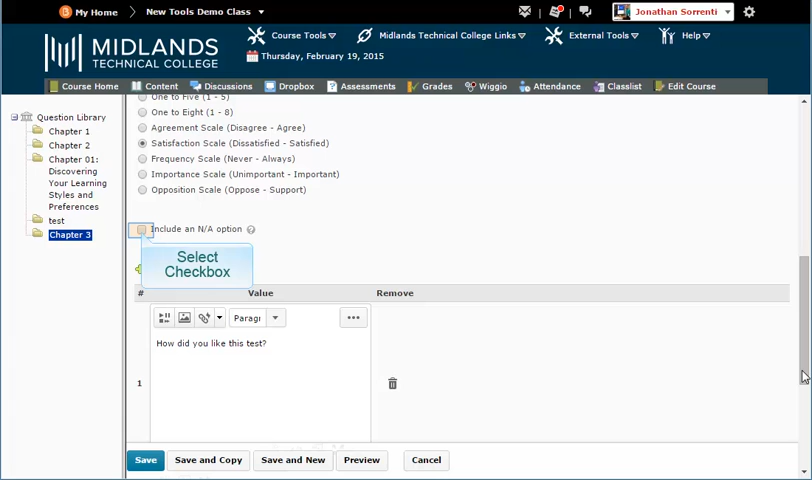 My Home
New Tools Demo Class
Jonathan Sorrenti
MIDLANDS
TECHNICAL COLLEGE
Course Tools
Midlands Technical College Links
External Tools
Help
Thursday, February 19, 2015
Course Home
Content
Discussions
Dropbox
Assessments
Grades
Wiggio
Attendance
Classlist
Edit Course
Question Library
Chapter 1
Chapter 2
Chapter 01:
Discovering
Your Learning
Styles and
Preferences
test
Chapter 3
One to Five (1 - 5)
One to Eight (1 - 8)
Agreement Scale (Disagree - Agree)
Satisfaction Scale (Dissatisfied - Satisfied)
Frequency Scale (Never - Always)
Importance Scale (Unimportant - Important)
Opposition Scale (Oppose - Support)
Include an N/A option
Select
Checkbox
# Value Remove
Paragr
How did you like this test?
1
Save
Save and Copy
Save and New
Preview
Cancel